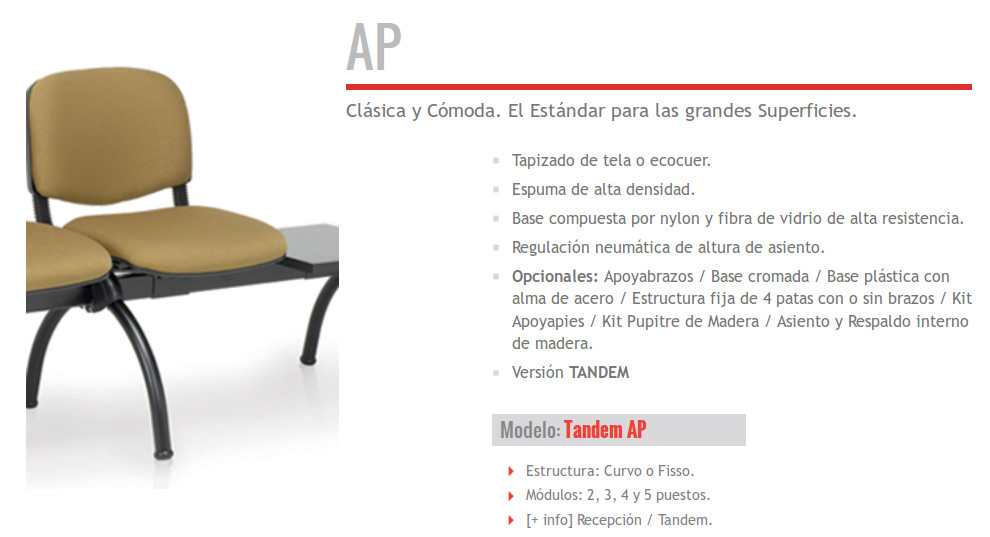 AP
Clásica y Cómoda. El Estándar para las grandes Superficies.
Tapizado de tela o ecocuer.
Espuma de alta densidad.
Base compuesta por nylon y fibra de vidrio de alta resistencia.
Regulación neumática de altura de asiento.
Opcionales: Apoyabrazos / Base cromada / Base plástica con
alma de acero / Estructura fija de 4 patas con o sin brazos / Kit
Apoyapies / Kit Pupitre de Madera / Asiento y Respaldo interno
de madera.
Versión TANDEM
Modelo: Tandem AP
Estructura: Curvo o Fisso.
Módulos: 2, 3, 4 y 5 puestos.
[+ info] Recepción / Tandem.